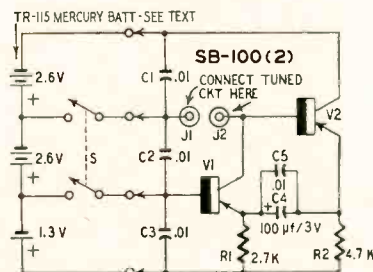 TR-115 MERCURY BATT-SEE TEXT
SB-100(2)
CONNECT TUNED
CKT HERE
2.6V
+
C1 .01
J1 J2
V2
2.6V
+
S
C2 .01
V1
C5
.01
C4
+
100 µf/3V
1.3V
+
C3 .01
R1 2.7K
R2 4.7K